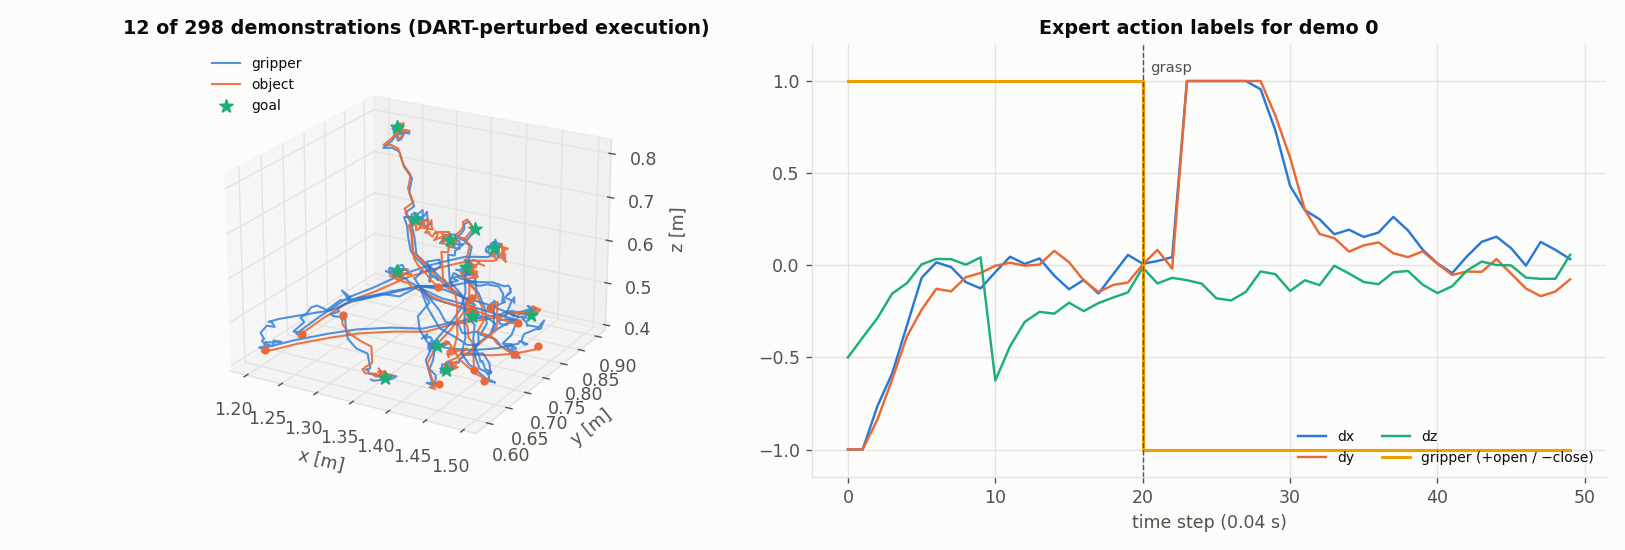 12 of 298 demonstrations (DART-perturbed execution)
gripper
object
goal
0.8
0.7
0.6
0.5
0.4
z [m]
0.90
0.85
0.80
0.75
0.70
0.65
0.60
y [m]
1.20
1.25
1.30
1.35
1.40
1.45
1.50
x [m]
Expert action labels for demo 0
grasp
1.0
0.5
0.0
−0.5
−1.0
dx
dy
dz
gripper (+open / −close)
0
10
20
30
40
50
time step (0.04 s)